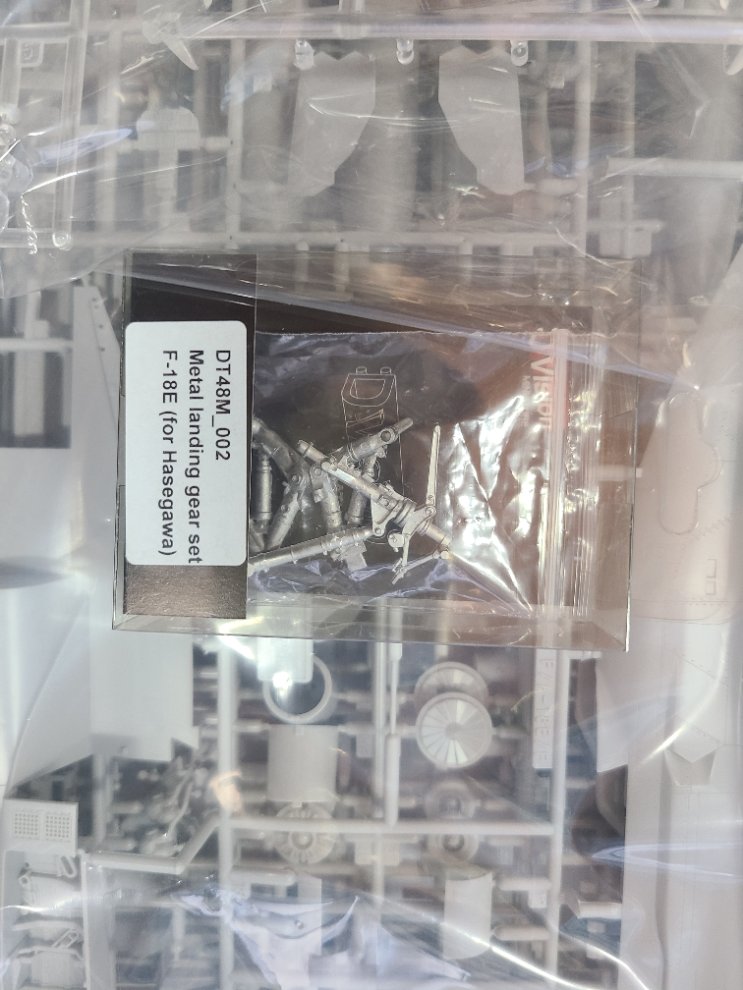 DT48M_002
Metal landing gear set
F-18E (for Hasegawa)